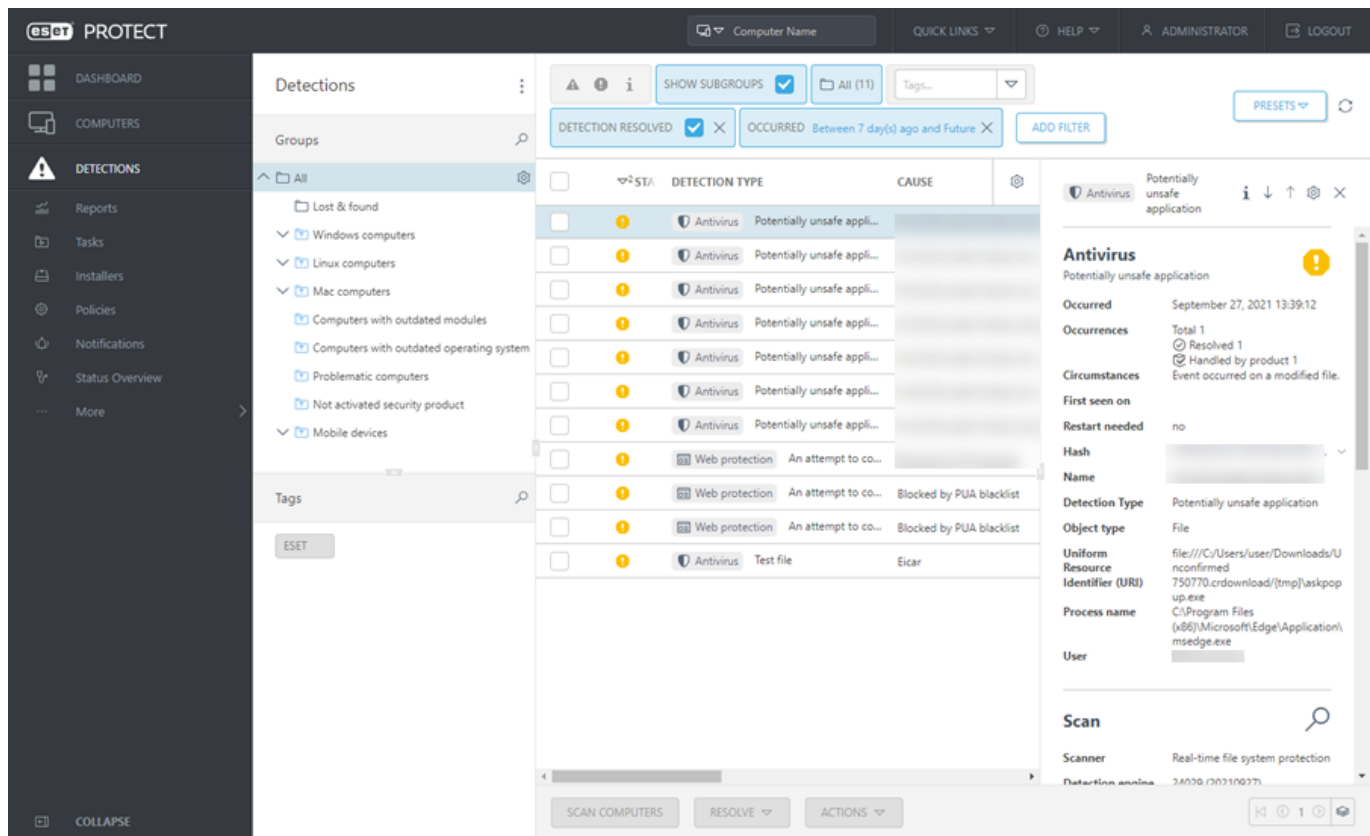 eset PROTECT
Computer Name
QUICK LINKS
HELP
ADMINISTRATOR
LOGOUT
DASHBOARD
COMPUTERS
DETECTIONS
Reports
Tasks
Installers
Policies
Notifications
Status Overview
More
COLLAPSE
Detections
Groups
All
Lost & found
Windows computers
Linux computers
Mac computers
Computers with outdated modules
Computers with outdated operating system
Problematic computers
Not activated security product
Mobile devices
Tags
ESET
SHOW SUBGROUPS
All (11)
Tags...
PRESETS
DETECTION RESOLVED
OCCURRED Between 7 day(s) ago and Future
ADD FILTER
2 STA DETECTION TYPE CAUSE
Antivirus Potentially unsafe appli...
Antivirus Potentially unsafe appli...
Antivirus Potentially unsafe appli...
Antivirus Potentially unsafe appli...
Antivirus Potentially unsafe appli...
Antivirus Potentially unsafe appli...
Antivirus Potentially unsafe appli...
Web protection An attempt to co...
Web protection An attempt to co... Blocked by PUA blacklist
Web protection An attempt to co... Blocked by PUA blacklist
Antivirus Test file Eicar
SCAN COMPUTERS
RESOLVE
ACTIONS
Antivirus
Potentially
unsafe
application
Antivirus
Potentially unsafe application
Occurred September 27, 2021 13:39:12
Occurrences Total 1
Resolved 1
Handled by product 1
Circumstances Event occurred on a modified file.
First seen on
Restart needed no
Hash
Name
Detection Type Potentially unsafe application
Object type File
Uniform file:///C:/Users/user/Downloads/U
Resource nconfirmed
Identifier (URI) 750770.crdownload/{tmp}\askpop
up.exe
Process name C:\Program Files
(x86)\Microsoft\Edge\Application\
msedge.exe
User
Scan
Scanner Real-time file system protection
Detection engine 24029 (20210927)
1